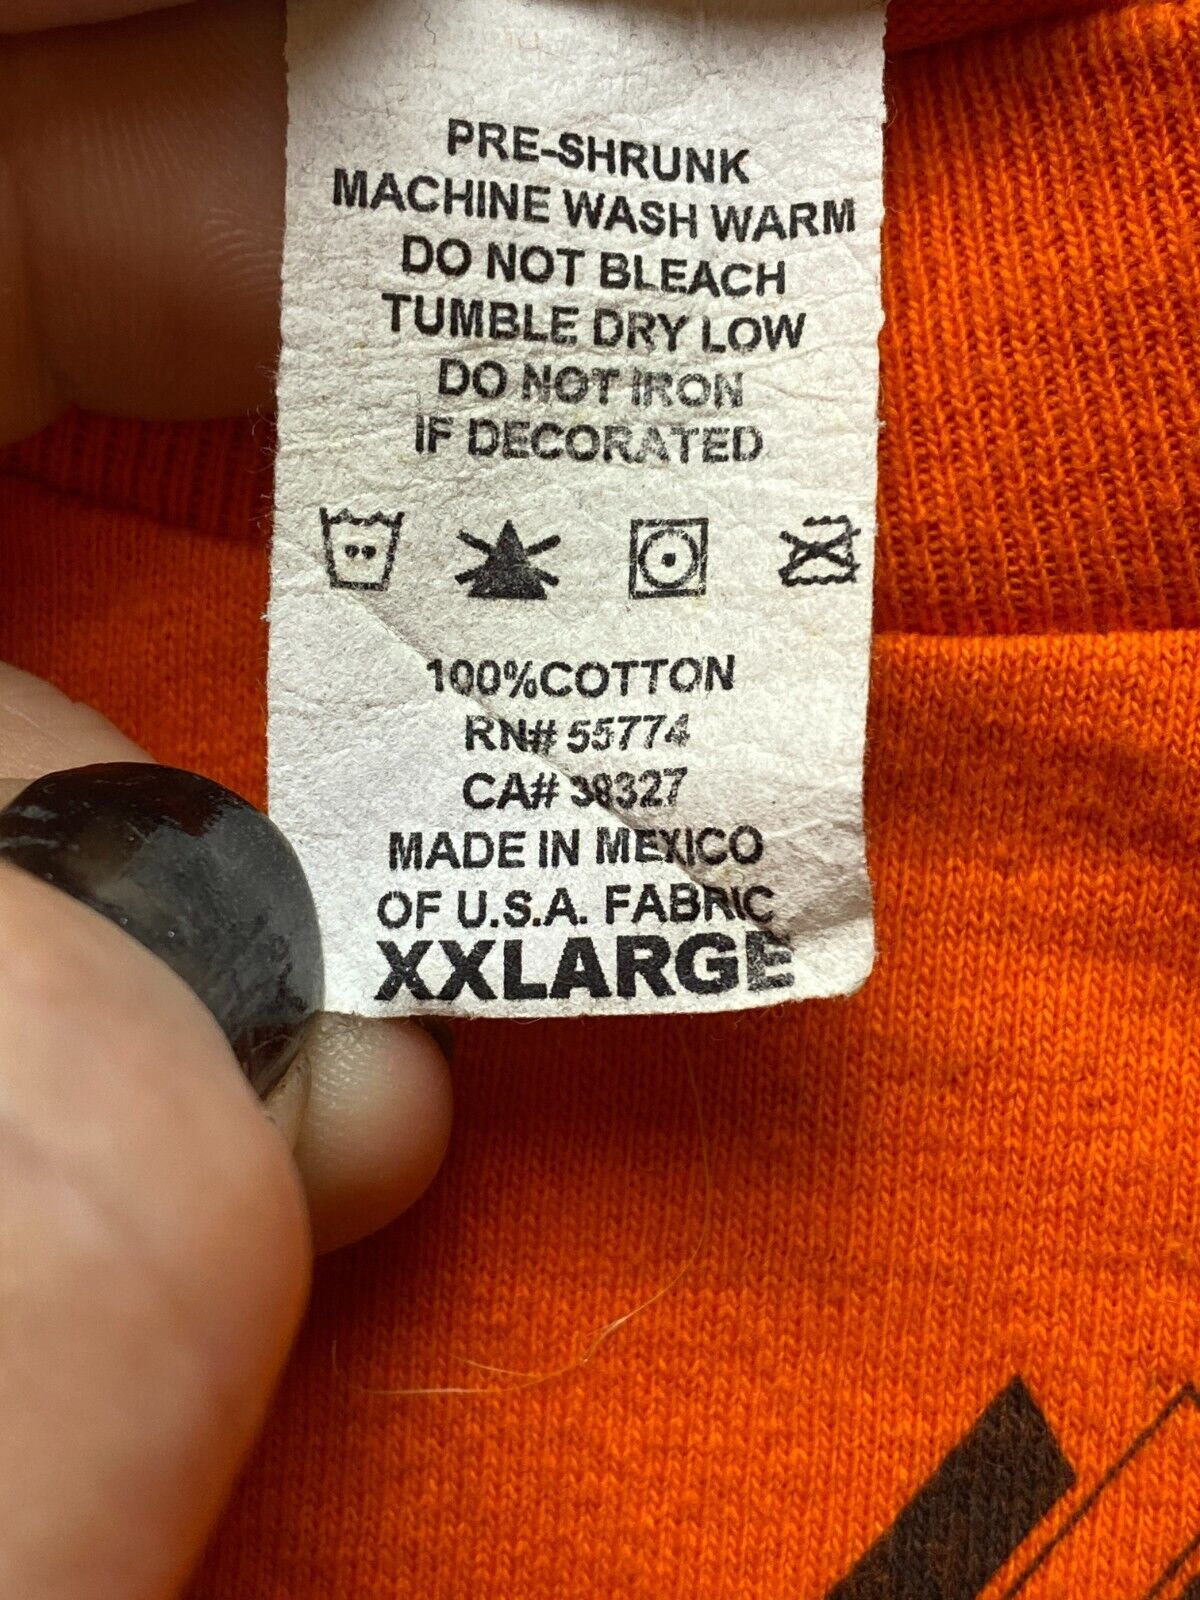 PRE-SHRUNK
MACHINE WASH WARM
DO NOT BLEACH
TUMBLE DRY LOW
DO NOT IRON
IF DECORATED
100%COTTON
RN# 55774
CA# 38327
MADE IN MEXICO
OF U.S.A. FABRIC
XXLARGE